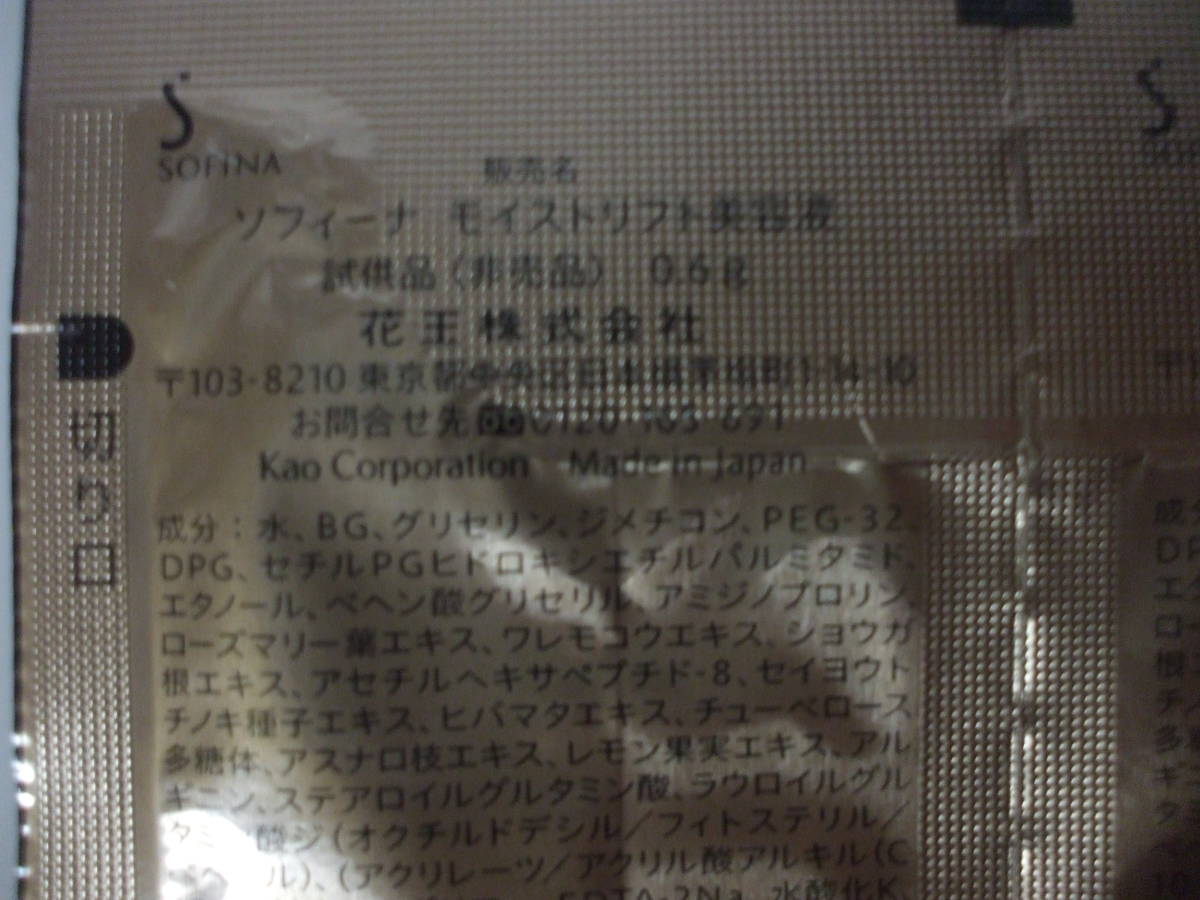 SOFINA
販売名
ソフィーナ モイストリフト美容液
試供品(非売品) 0.6g
花王株式会社
〒103-8210 東京都中央区日本橋茅場町1-14-10
お問合せ先 0120-165-691
Kao Corporation Made in Japan
切り口
成分：水、BG、グリセリン、ジメチコン、PEG-32、
DPG、セチルPGヒドロキシエチルパルミタミド、
エタノール、ベヘン酸グリセリル、アミジノプロリン、
ローズマリー葉エキス、ワレモコウエキス、ショウガ
根エキス、アセチルヘキサペプチド-8、セイヨウト
チノキ種子エキス、ヒバマタエキス、チューベロース
多糖体、アスナロ枝エキス、レモン果実エキス、アル
ギニン、ステアロイルグルタミン酸、ラウロイルグル
タミン酸ジ(オクチルドデシル/フィトステリル/
ベヘニル)、(アクリレーツ/アクリル酸アルキル(C
EDTA-2Na、水酸化K、